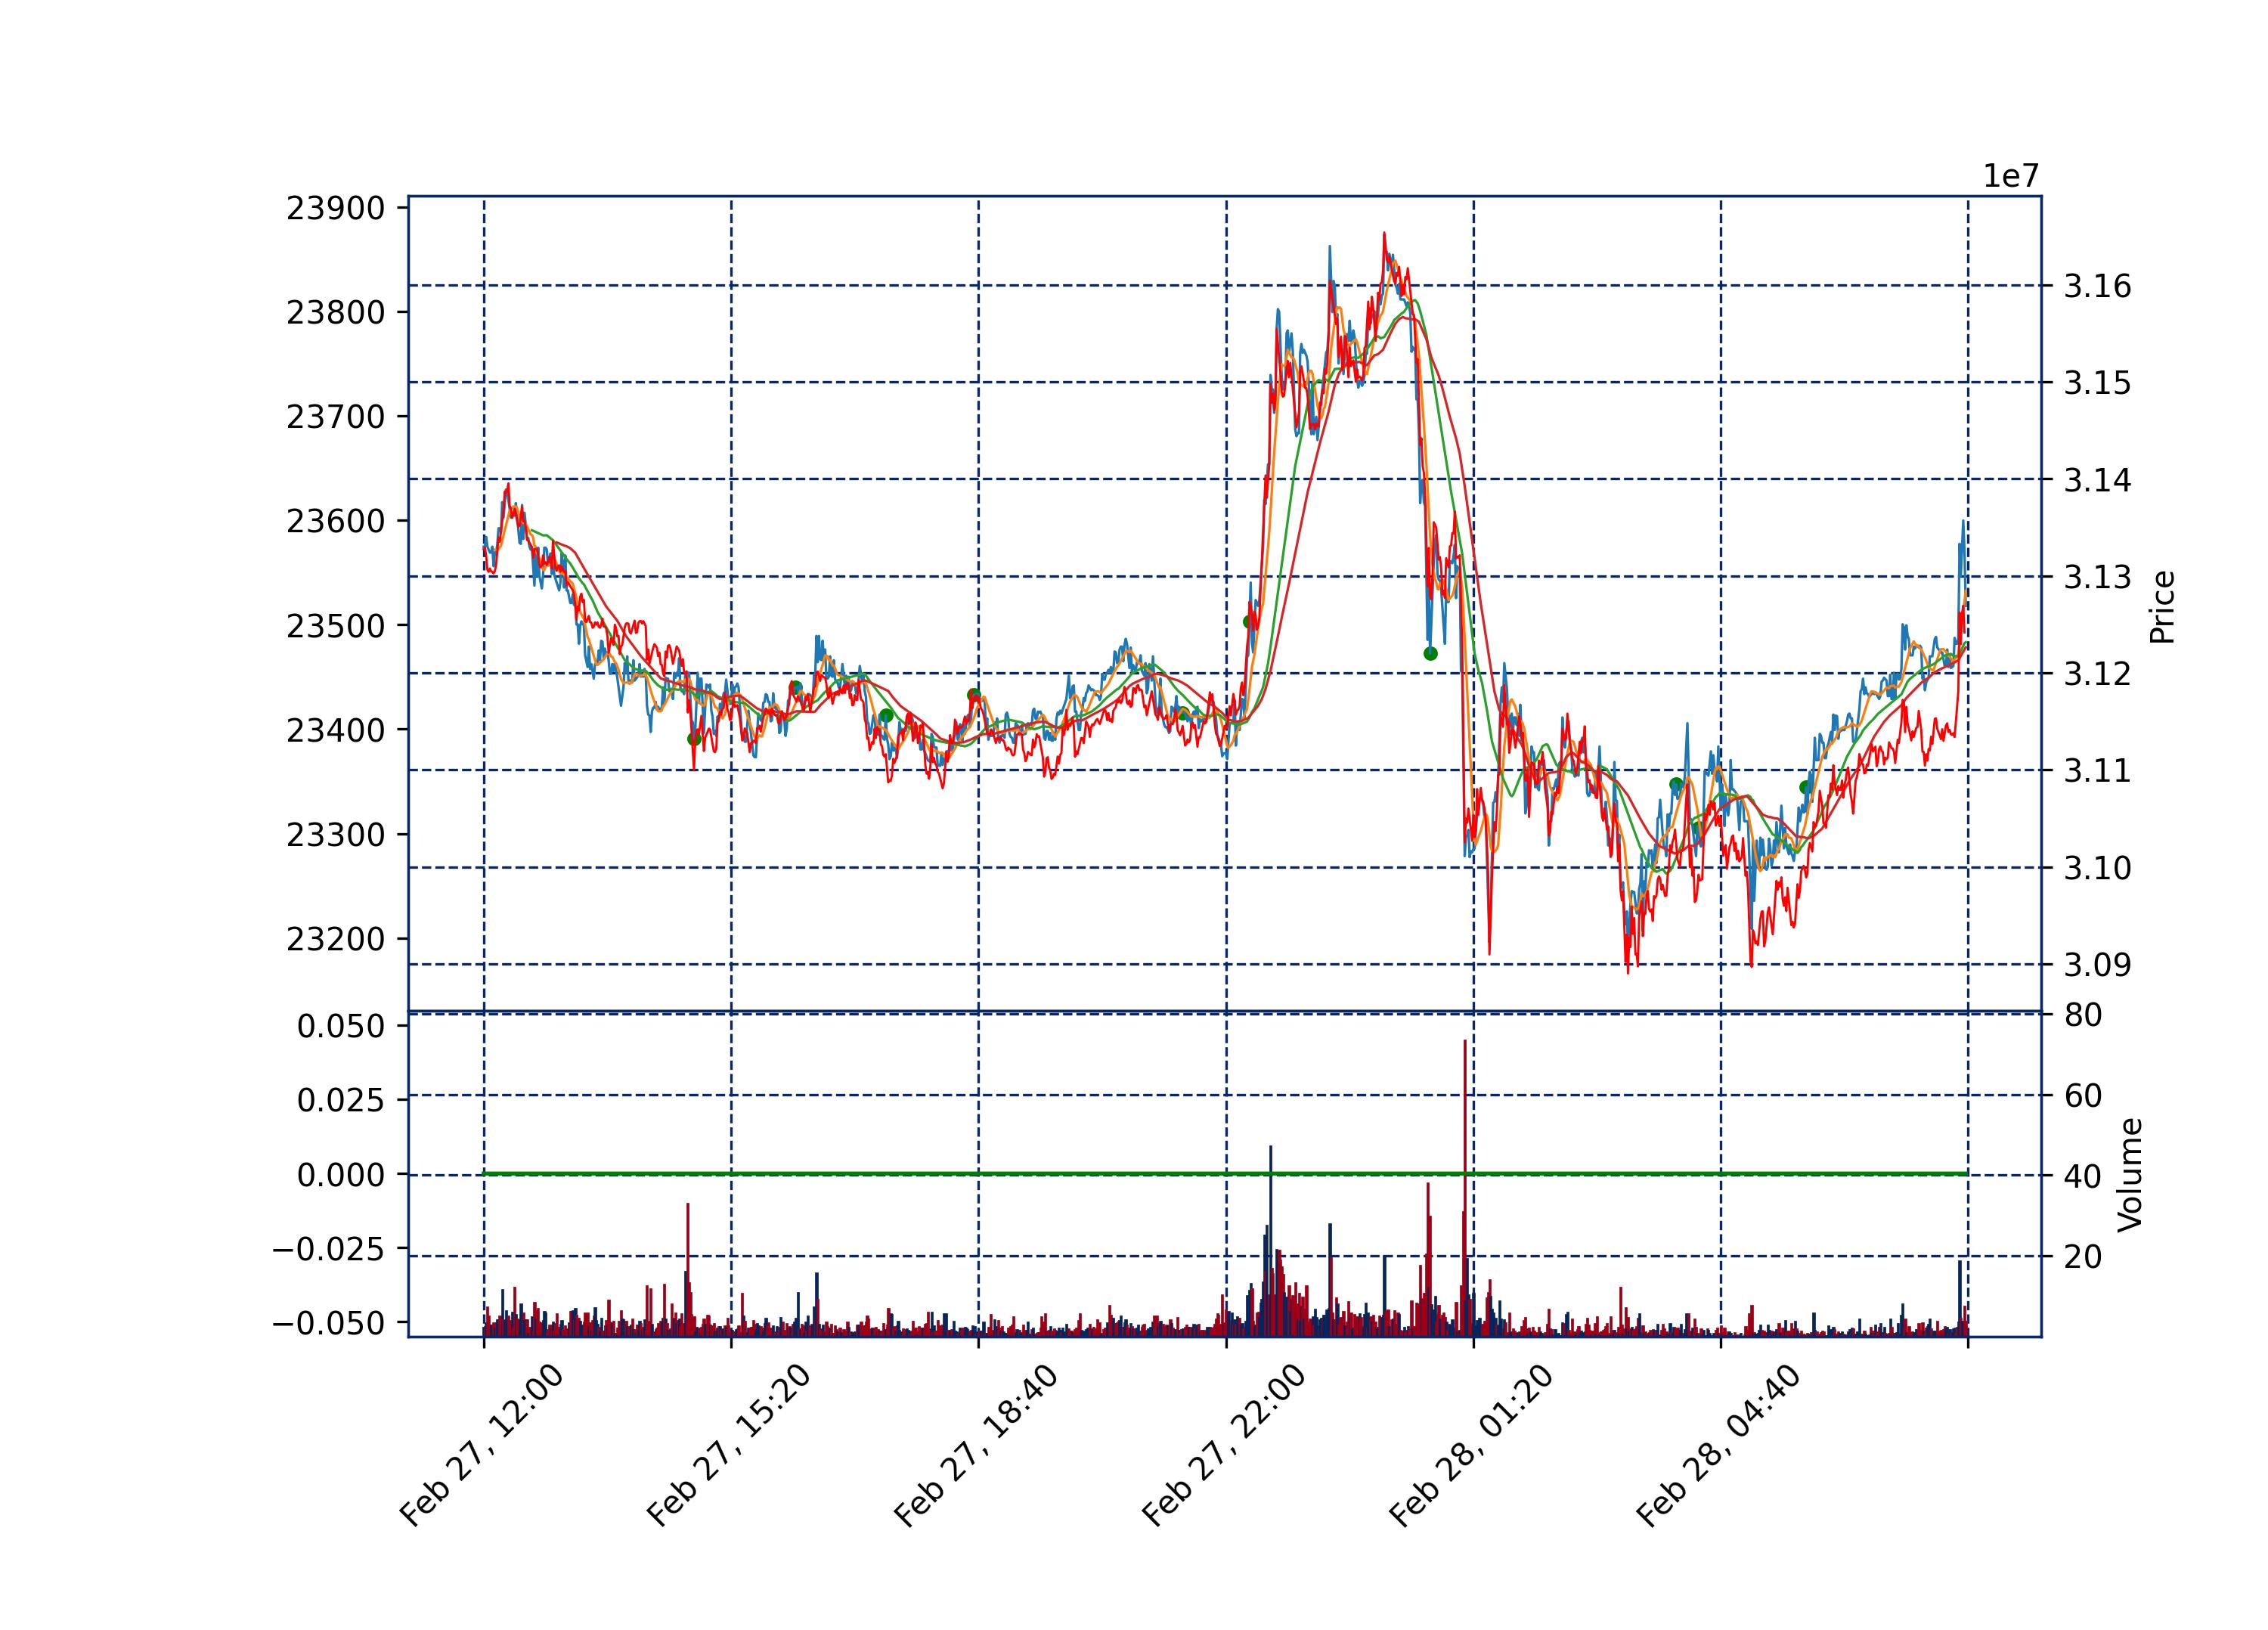 1e7
23900
23800
23700
23600
23500
23400
23300
23200
3.16
3.15
3.14
3.13
3.12
3.11
3.10
3.09
Price
0.050
0.025
0.000
−0.025
−0.050
80
60
40
20
Volume
Feb 27, 12:00
Feb 27, 15:20
Feb 27, 18:40
Feb 27, 22:00
Feb 28, 01:20
Feb 28, 04:40